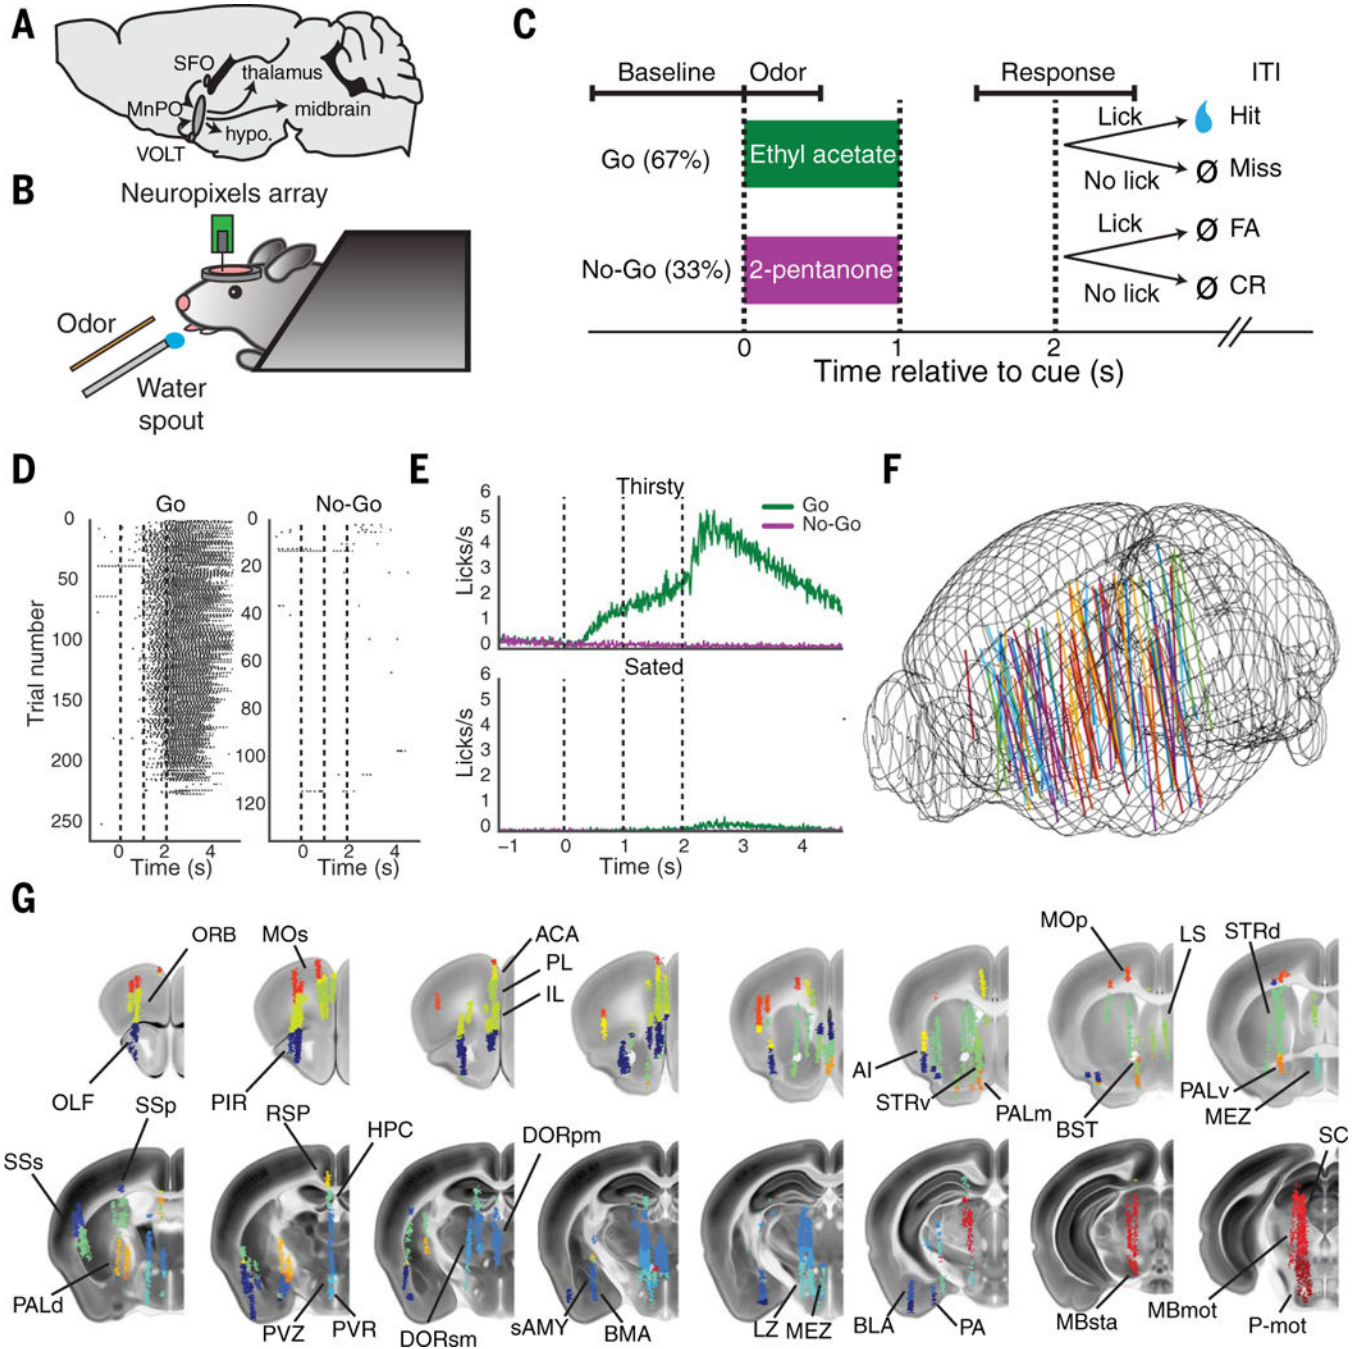 A
SFO
thalamus
MnPO
midbrain
hypo.
VOLT
B
Neuropixels array
Odor
Water
spout
C
Baseline
Odor
Response
ITI
Go (67%)
Ethyl acetate
Lick
Hit
No lick
Ø Miss
No-Go (33%)
2-pentanone
Lick
Ø FA
No lick
Ø CR
0
1
2
Time relative to cue (s)
D
Go
No-Go
Trial number
0
50
100
150
200
250
0
20
40
60
80
100
120
0
2
4
0
2
4
Time (s)
Time (s)
E
Thirsty
Go
No-Go
Licks/s
6
5
4
3
2
1
0
Sated
Licks/s
6
5
4
3
2
1
0
−1
0
1
2
3
4
Time (s)
F
G
ORB
MOs
ACA
PL
IL
MOp
LS
STRd
OLF
PIR
AI
STRv
PALm
BST
PALv
MEZ
SSs
SSp
RSP
HPC
DORpm
SC
PALd
PVZ
PVR
DORsm
sAMY
BMA
LZ
MEZ
BLA
PA
MBsta
MBmot
P-mot